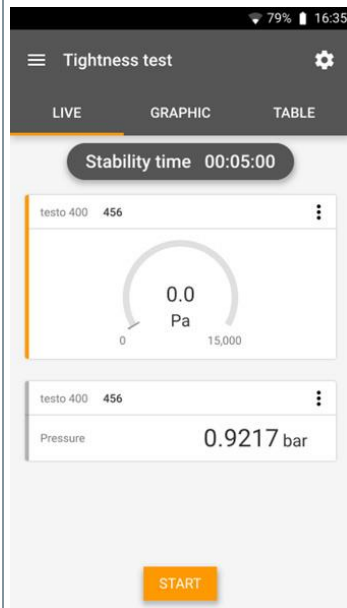 79% 16:35
Tightness test
LIVE GRAPHIC TABLE
Stability time 00:05:00
testo 400 456
0.0
Pa
0 15,000
testo 400 456
Pressure 0.9217 bar
START